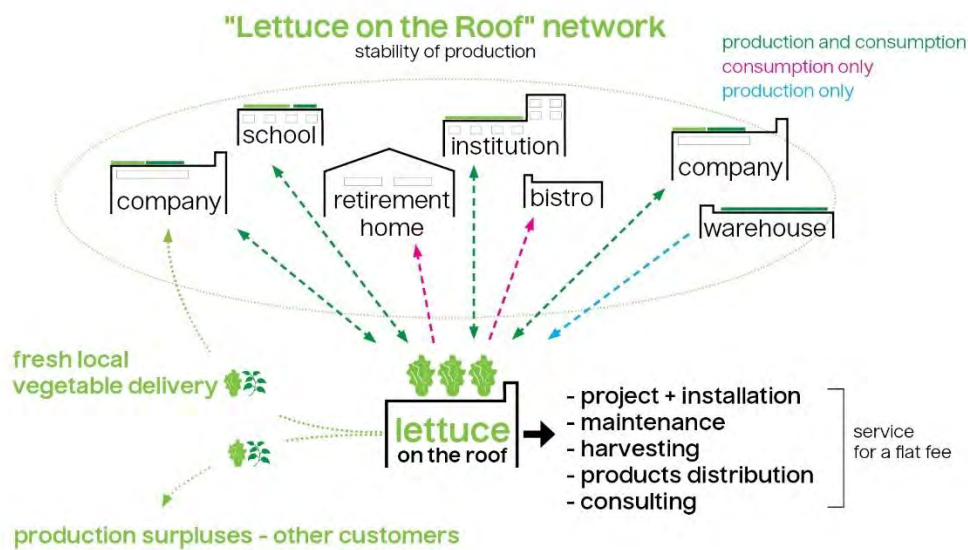 "Lettuce on the Roof" network
stability of production
production and consumption
consumption only
production only
school
institution
company
company
retirement
home
bistro
warehouse
fresh local
vegetable delivery
lettuce
on the roof
- project + installation
- maintenance
- harvesting
- products distribution
- consulting
service
for a flat fee
production surpluses - other customers